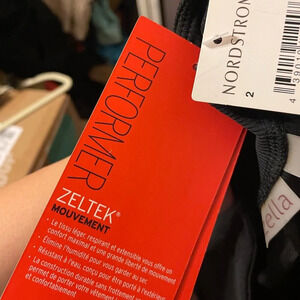 PERFORMER
ZELTEK®
MOUVEMENT
• Le tissu léger, respirant et extensible vous offre un
confort maximal et une grande liberté de mouvement
• Élimine l'humidité pour vous garder au sec
• Résistant à l'eau, conçu pour être porté à l'extérieur
• La construction durable sans frottement
permet de porter votre vêtement
et confortablement
NORDSTROM
2
ella